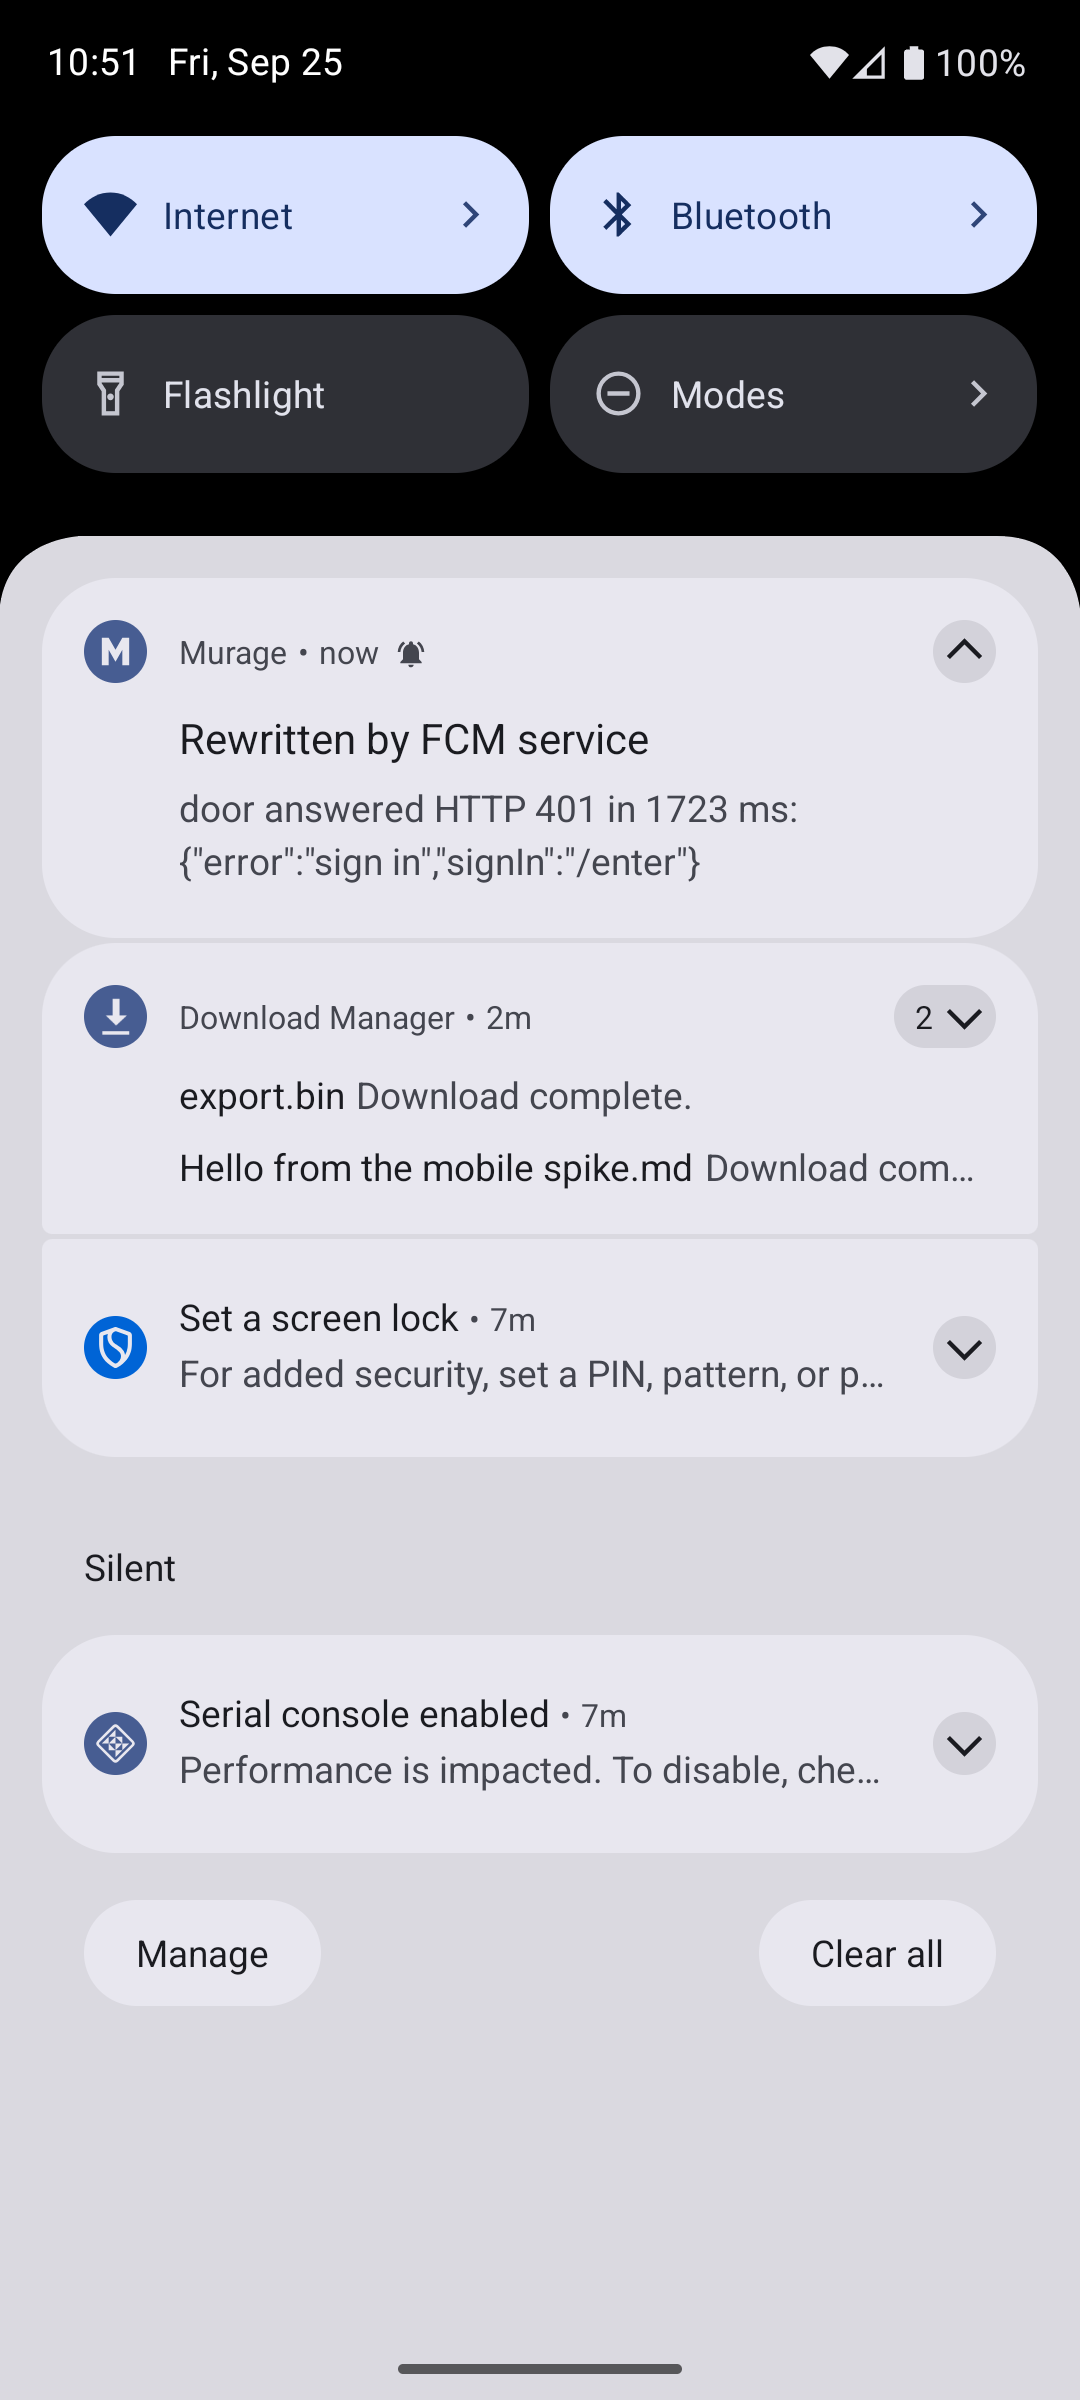 10:51 Fri, Sep 25 100%
Internet
Bluetooth
Flashlight
Modes
M Murage • now
Rewritten by FCM service
door answered HTTP 401 in 1723 ms:
{"error":"sign in","signIn":"/enter"}
Download Manager • 2m 2
export.bin Download complete.
Hello from the mobile spike.md Download com…
Set a screen lock • 7m
For added security, set a PIN, pattern, or p…
Silent
Serial console enabled • 7m
Performance is impacted. To disable, che…
Manage
Clear all